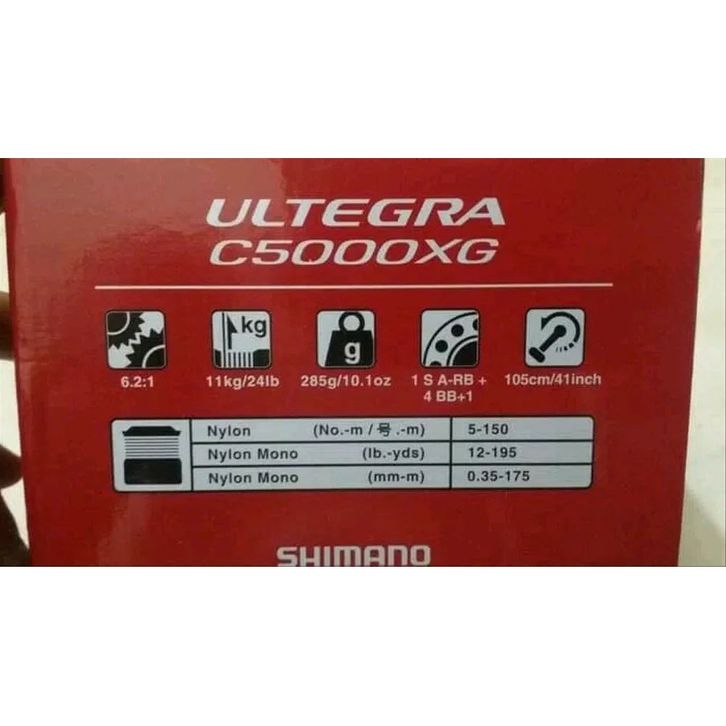 ULTEGRA
C5000XG
kg
g
6.2:1
11kg/24lb
285g/10.1oz
1 S A-RB +
4 BB+1
105cm/41inch
Nylon (No.-m / 号.-m) 5-150
Nylon Mono (lb.-yds) 12-195
Nylon Mono (mm-m) 0.35-175
SHIMANO